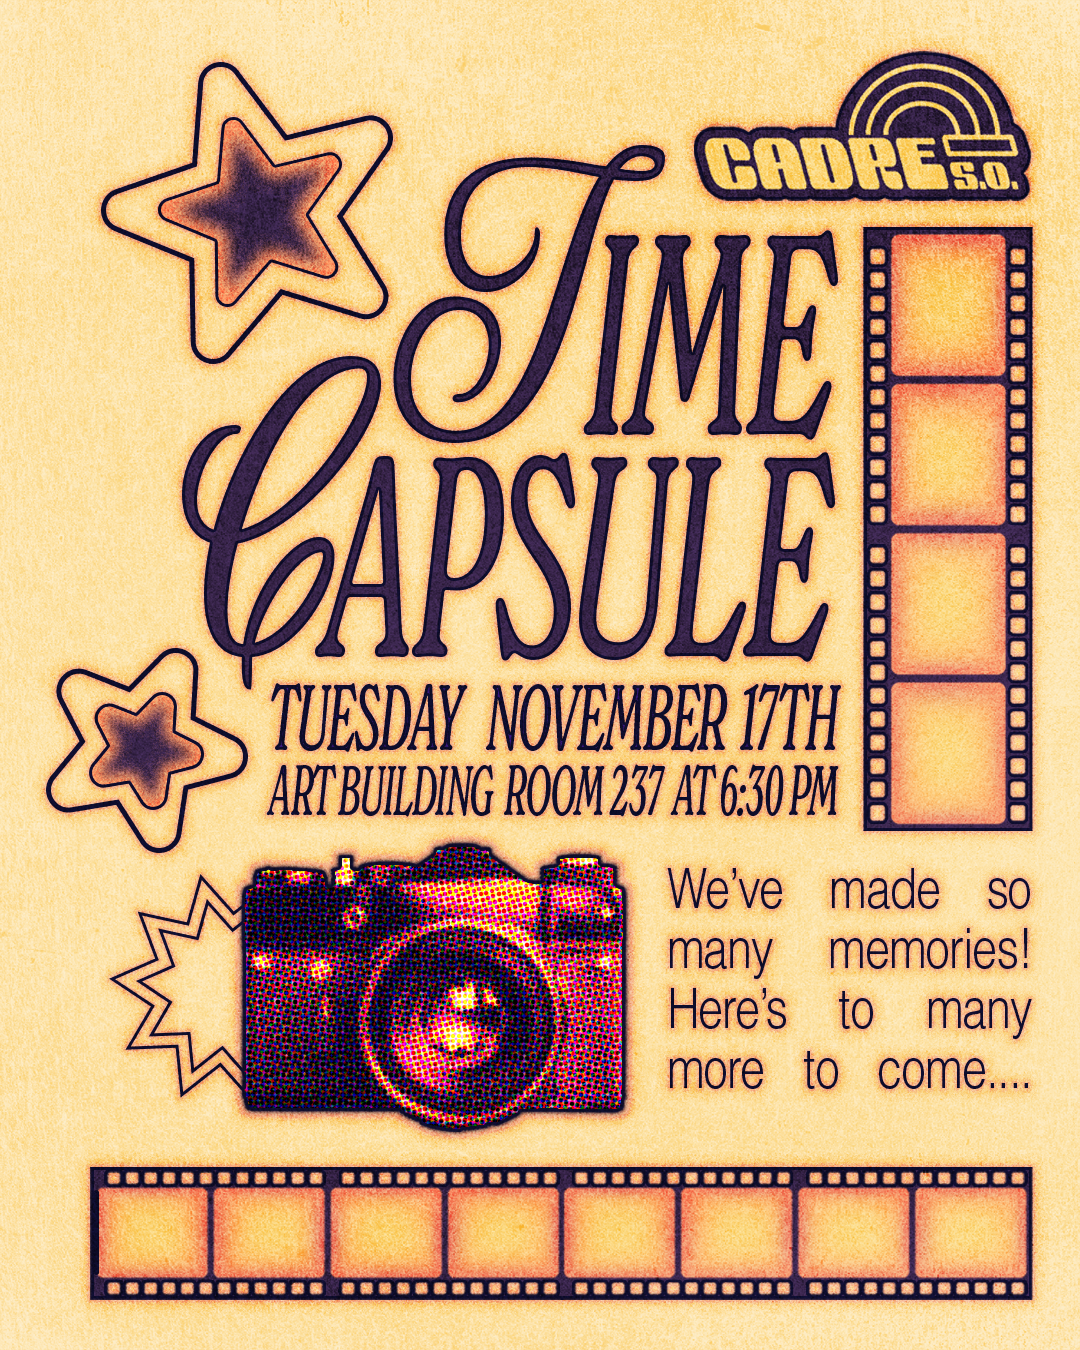 CADRE
S.O.
TIME
CAPSULE
TUESDAY NOVEMBER 17TH
ART BUILDING ROOM 237 AT 6:30 PM
We've made so
many memories!
Here's to many
more to come....